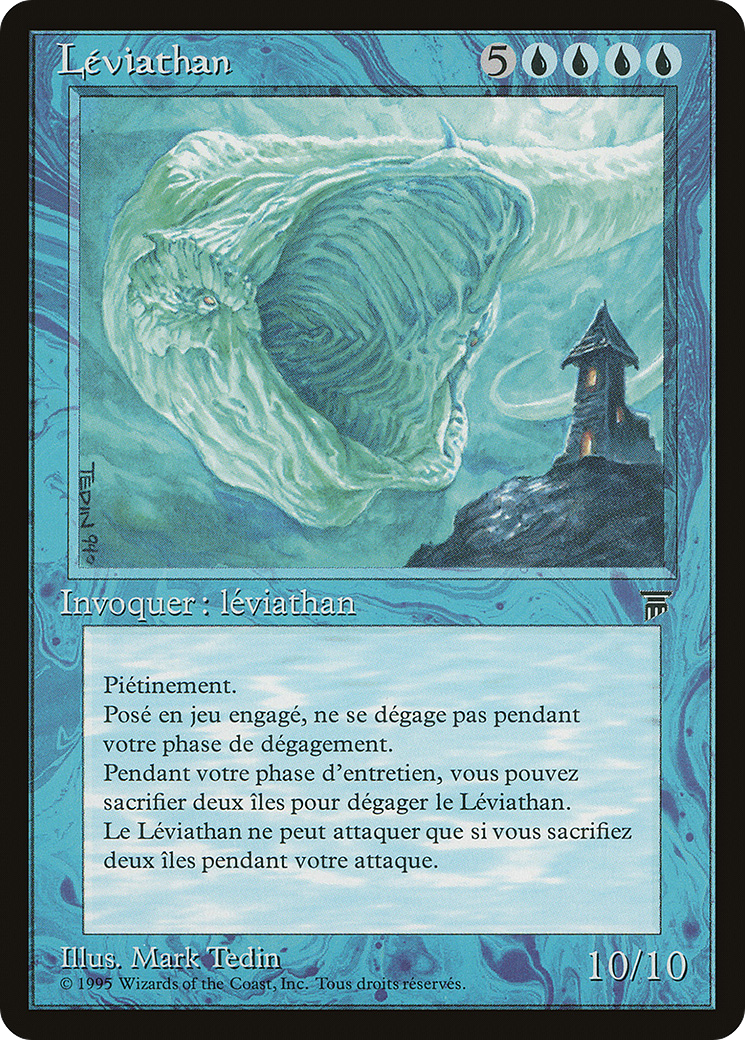 Léviathan
5
TEDIN 94
Invoquer : léviathan
Piétinement.
Posé en jeu engagé, ne se dégage pas pendant
votre phase de dégagement.
Pendant votre phase d'entretien, vous pouvez
sacrifier deux îles pour dégager le Léviathan.
Le Léviathan ne peut attaquer que si vous sacrifiez
deux îles pendant votre attaque.
Illus. Mark Tedin
10/10
© 1995 Wizards of the Coast, Inc. Tous droits réservés.